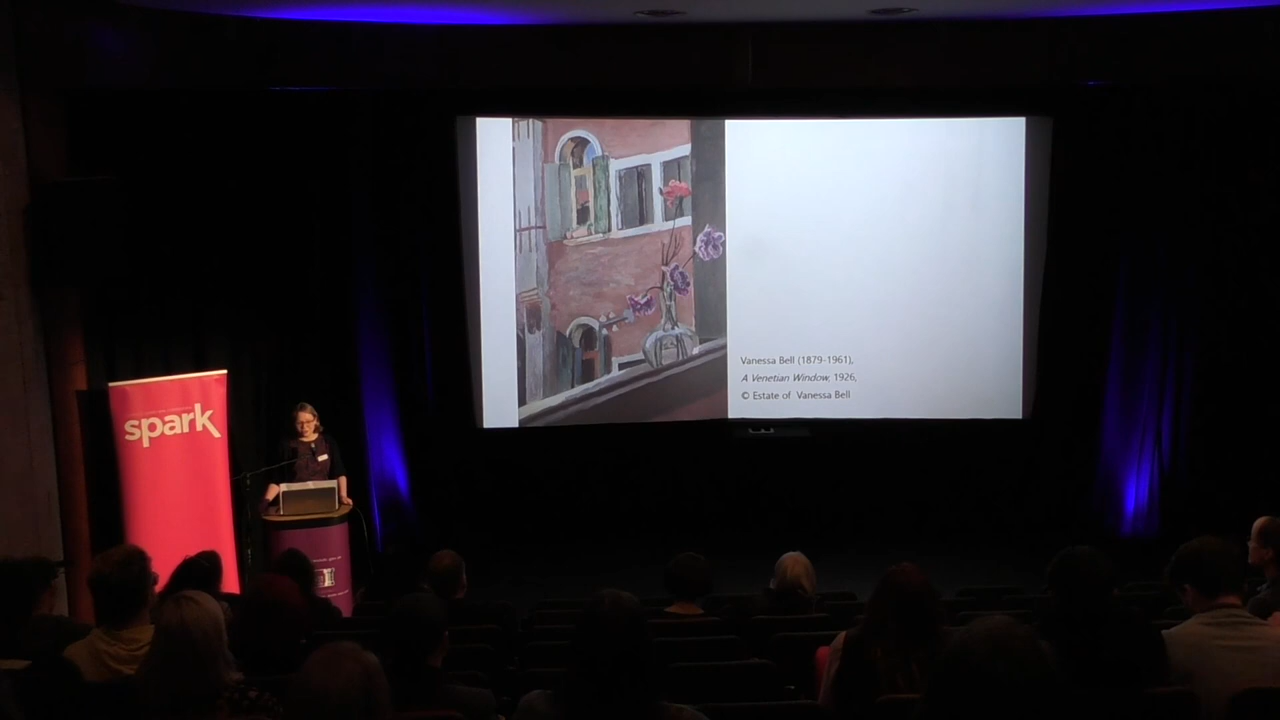 Vanessa Bell (1879-1961),
A Venetian Window, 1926,
© Estate of Vanessa Bell
spark